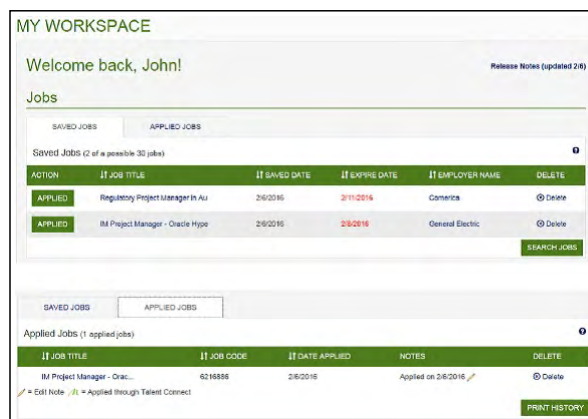 MY WORKSPACE
Welcome back, John!
Release Notes (updated 2/6)
Jobs
SAVED JOBS APPLIED JOBS
Saved Jobs (2 of a possible 30 jobs)
ACTION JOB TITLE SAVED DATE EXPIRE DATE EMPLOYER NAME DELETE
APPLIED Regulatory Project Manager in Au 2/6/2016 2/11/2016 Comerica Delete
APPLIED IM Project Manager - Oracle Hype 2/6/2016 2/8/2016 General Electric Delete
SEARCH JOBS
SAVED JOBS APPLIED JOBS
Applied Jobs (1 applied jobs)
JOB TITLE JOB CODE DATE APPLIED NOTES DELETE
IM Project Manager - Orac... 6216886 2/6/2016 Applied on 2/6/2016 Delete
= Edit Note = Applied through Talent Connect
PRINT HISTORY